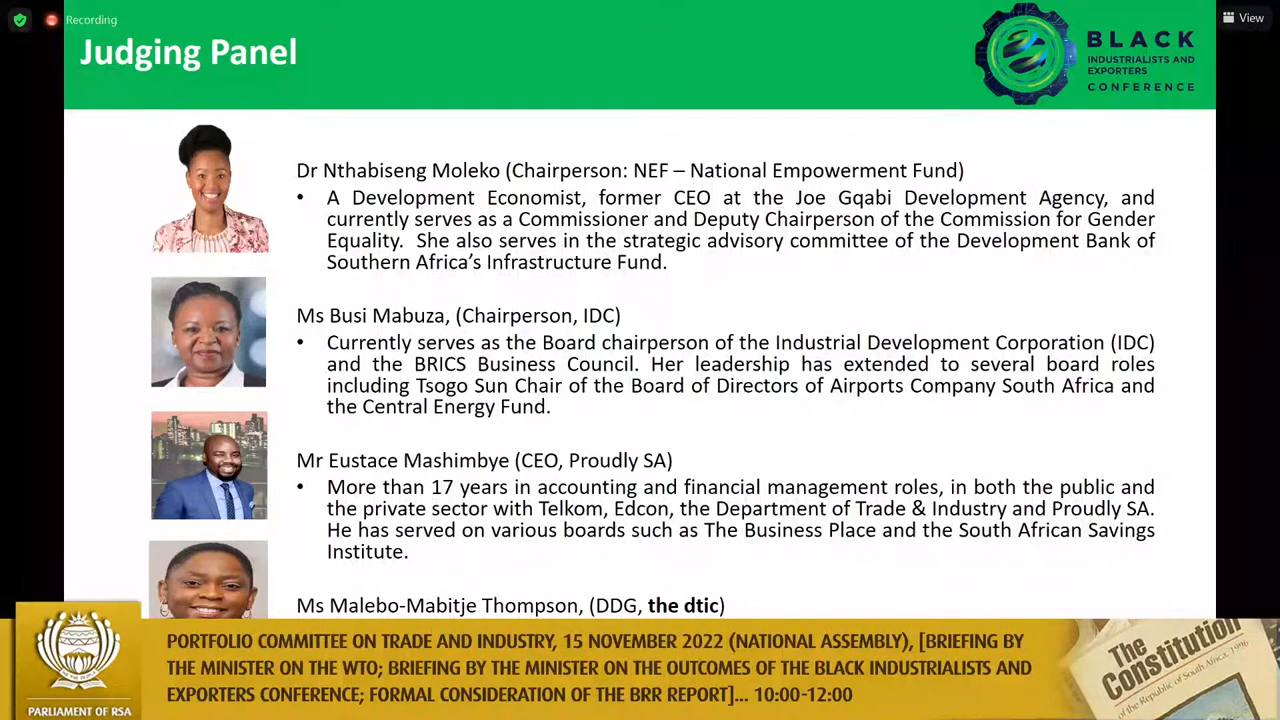 Recording
View
Judging Panel
BLACK
INDUSTRIALISTS AND
EXPORTERS
CONFERENCE
Dr Nthabiseng Moleko (Chairperson: NEF – National Empowerment Fund)
• A Development Economist, former CEO at the Joe Gqabi Development Agency, and
currently serves as a Commissioner and Deputy Chairperson of the Commission for Gender
Equality. She also serves in the strategic advisory committee of the Development Bank of
Southern Africa's Infrastructure Fund.
Ms Busi Mabuza, (Chairperson, IDC)
• Currently serves as the Board chairperson of the Industrial Development Corporation (IDC)
and the BRICS Business Council. Her leadership has extended to several board roles
including Tsogo Sun Chair of the Board of Directors of Airports Company South Africa and
the Central Energy Fund.
Mr Eustace Mashimbye (CEO, Proudly SA)
• More than 17 years in accounting and financial management roles, in both the public and
the private sector with Telkom, Edcon, the Department of Trade & Industry and Proudly SA.
He has served on various boards such as The Business Place and the South African Savings
Institute.
Ms Malebo-Mabitje Thompson, (DDG, the dtic)
PORTFOLIO COMMITTEE ON TRADE AND INDUSTRY, 15 NOVEMBER 2022 (NATIONAL ASSEMBLY), [BRIEFING BY
THE MINISTER ON THE WTO; BRIEFING BY THE MINISTER ON THE OUTCOMES OF THE BLACK INDUSTRIALISTS AND
EXPORTERS CONFERENCE; FORMAL CONSIDERATION OF THE BRR REPORT]... 10:00-12:00
PARLIAMENT OF RSA
The
Constitution
of the Republic of South Africa, 1996